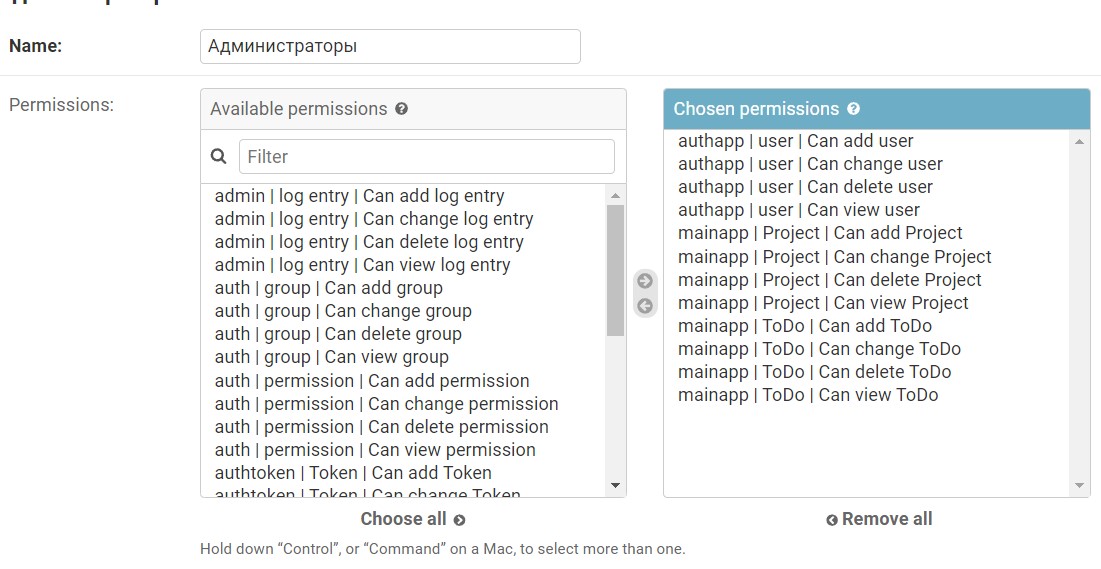 Name:
Администраторы
Permissions:
Available permissions
Filter
admin | log entry | Can add log entry
admin | log entry | Can change log entry
admin | log entry | Can delete log entry
admin | log entry | Can view log entry
auth | group | Can add group
auth | group | Can change group
auth | group | Can delete group
auth | group | Can view group
auth | permission | Can add permission
auth | permission | Can change permission
auth | permission | Can delete permission
auth | permission | Can view permission
authtoken | Token | Can add Token
authtoken | Token | Can change Token
Choose all
Chosen permissions
authapp | user | Can add user
authapp | user | Can change user
authapp | user | Can delete user
authapp | user | Can view user
mainapp | Project | Can add Project
mainapp | Project | Can change Project
mainapp | Project | Can delete Project
mainapp | Project | Can view Project
mainapp | ToDo | Can add ToDo
mainapp | ToDo | Can change ToDo
mainapp | ToDo | Can delete ToDo
mainapp | ToDo | Can view ToDo
Remove all
Hold down “Control”, or “Command” on a Mac, to select more than one.